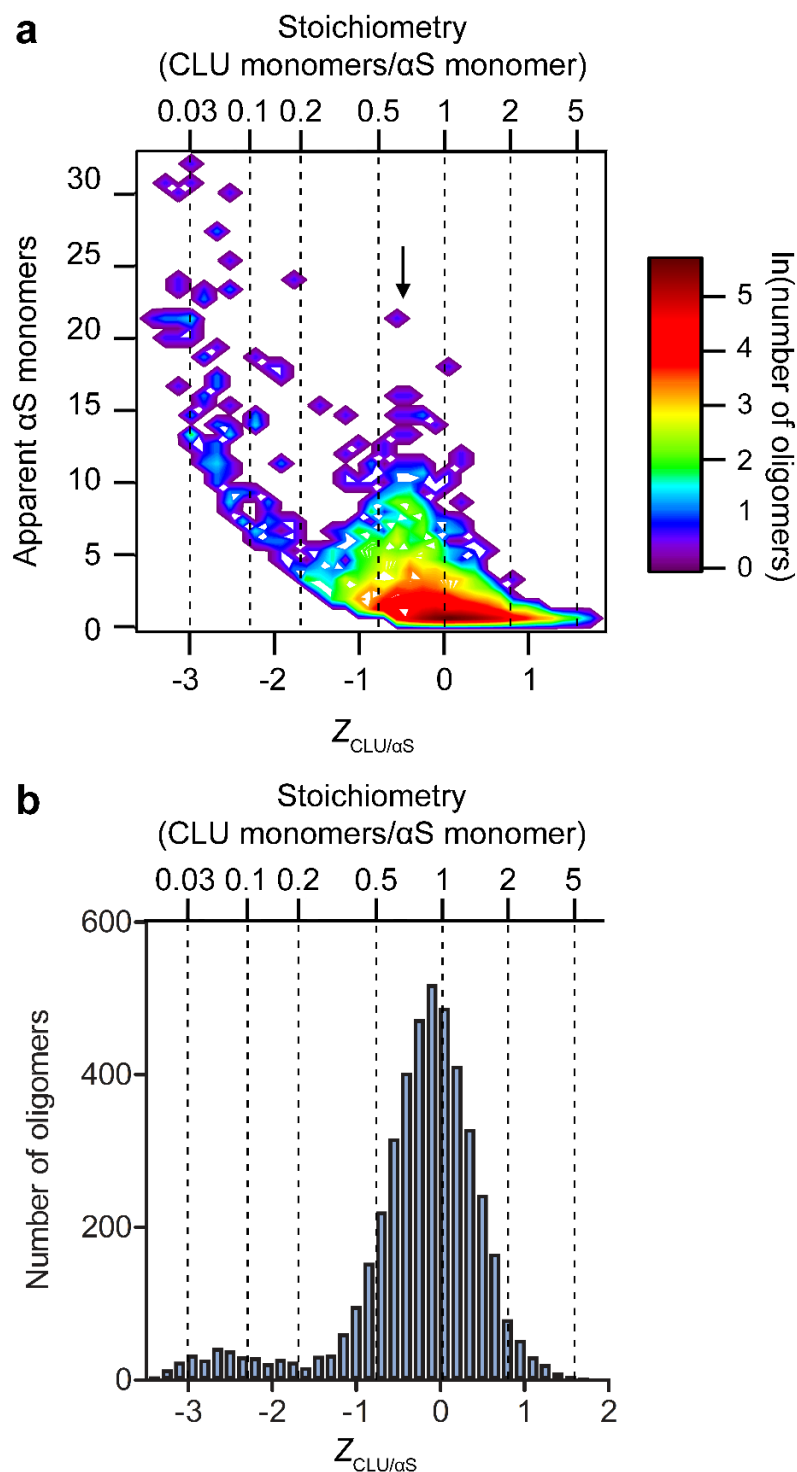 a
Stoichiometry
(CLU monomers/αS monomer)
0.03 0.1 0.2 0.5 1 2 5
Apparent αS monomers
30
25
20
15
10
5
0
-3 -2 -1 0 1
ZCLU/αS
ln(number of oligomers)
5
4
3
2
1
0
b
Stoichiometry
(CLU monomers/αS monomer)
0.03 0.1 0.2 0.5 1 2 5
Number of oligomers
600
400
200
0
-3 -2 -1 0 1 2
ZCLU/αS